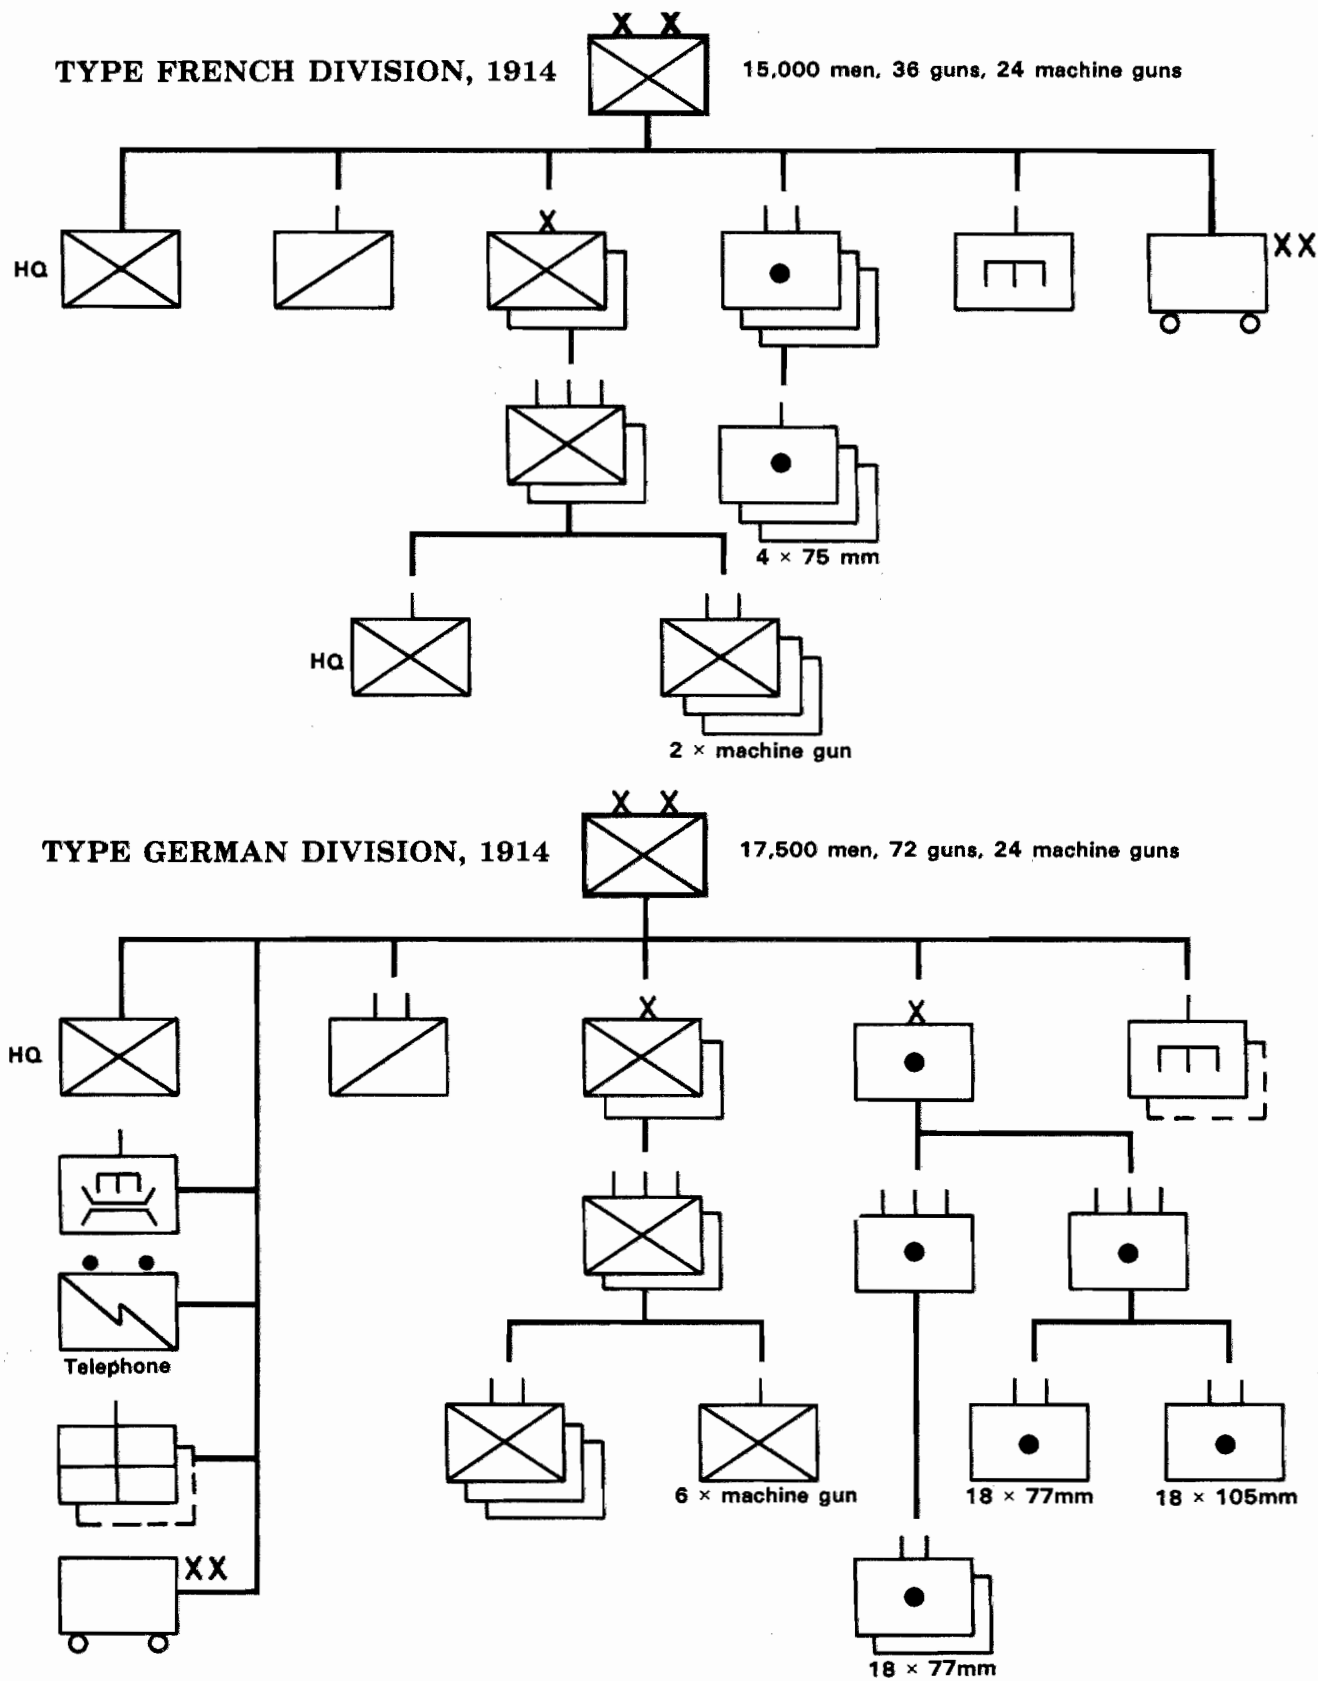 X X
TYPE FRENCH DIVISION, 1914
15,000 men, 36 guns, 24 machine guns
X
HQ
XX
4 × 75 mm
HQ
2 × machine gun
X X
TYPE GERMAN DIVISION, 1914
17,500 men, 72 guns, 24 machine guns
X
X
HQ
Telephone
6 × machine gun
18 × 77mm
18 × 105mm
XX
18 × 77mm